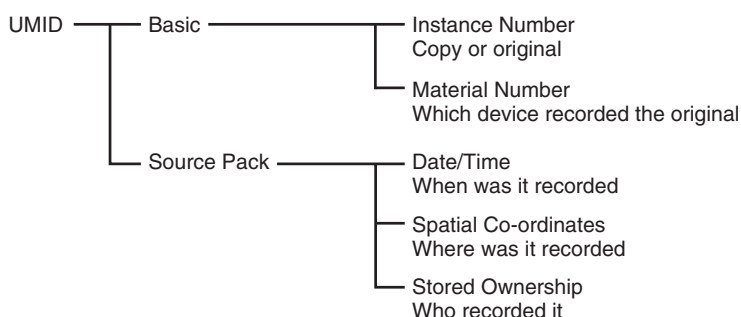 UMID
Basic
Instance Number
Copy or original
Material Number
Which device recorded the original
Source Pack
Date/Time
When was it recorded
Spatial Co-ordinates
Where was it recorded
Stored Ownership
Who recorded it